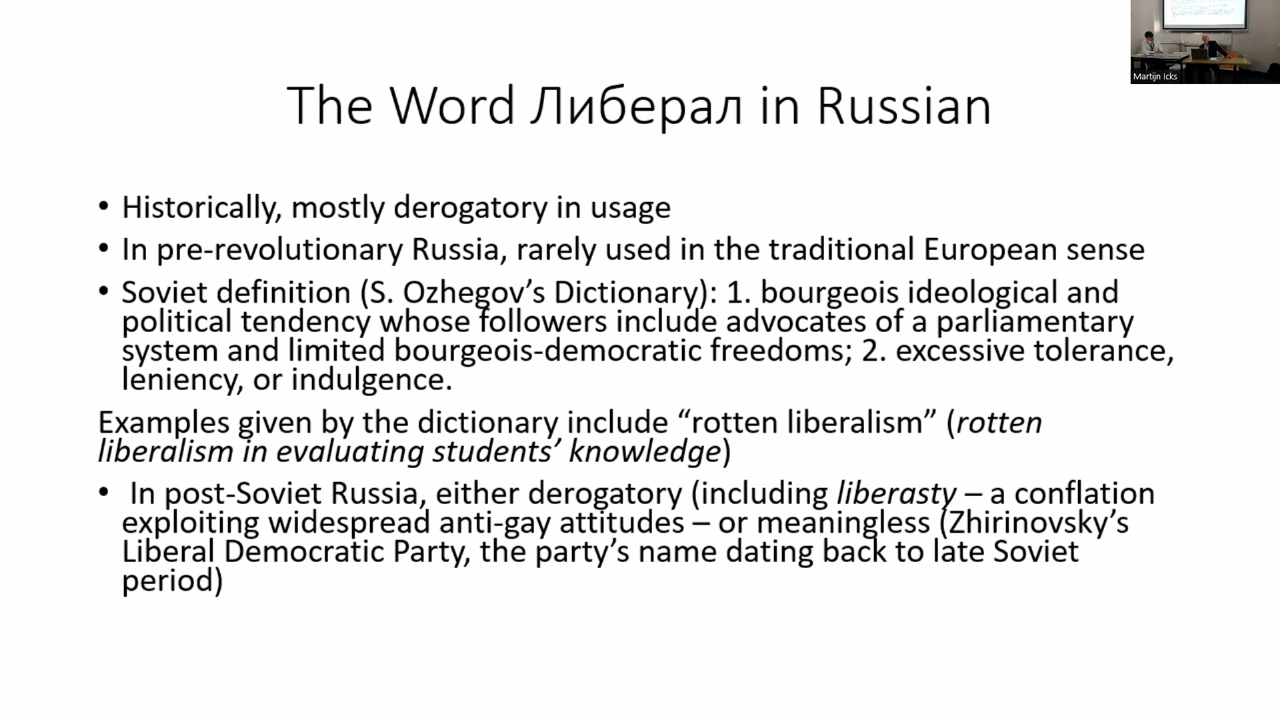 The Word Либерал in Russian
• Historically, mostly derogatory in usage
• In pre-revolutionary Russia, rarely used in the traditional European sense
• Soviet definition (S. Ozhegov’s Dictionary): 1. bourgeois ideological and
political tendency whose followers include advocates of a parliamentary
system and limited bourgeois-democratic freedoms; 2. excessive tolerance,
leniency, or indulgence.
Examples given by the dictionary include “rotten liberalism” (rotten
liberalism in evaluating students’ knowledge)
• In post-Soviet Russia, either derogatory (including liberasty – a conflation
exploiting widespread anti-gay attitudes – or meaningless (Zhirinovsky’s
Liberal Democratic Party, the party’s name dating back to late Soviet
period)
Martijn Icks